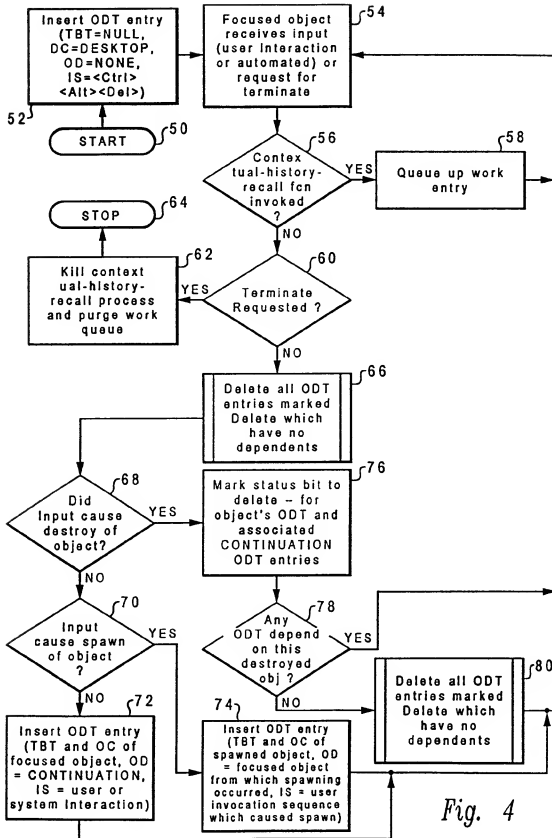 Insert ODT entry
(TBT=NULL,
DC=DESKTOP,
OD=NONE,
IS=<Ctrl>
<Alt><Del>)
52
START
50
Focused object
receives input
(user Interaction
or automated) or
request for
terminate
54
Contex
tual-history-
recall fcn
invoked
?
56
YES
NO
Queue up work
entry
58
STOP
64
Kill context
ual-history-
recall process
and purge work
queue
62
YES
Terminate
Requested ?
60
NO
Delete all ODT
entries marked
Delete which
have no
dependents
66
Did
Input cause
destroy of
object?
68
YES
NO
Mark status bit
to delete – for
object's ODT and
associated
CONTINUATION
ODT entries
76
Input
cause spawn
of object
?
70
YES
NO
Any
ODT depend
on this
destroyed
obj ?
78
YES
NO
Delete all ODT
entries marked
Delete which
have no
dependents
80
Insert ODT entry
(TBT and OC of
focused object, OD
= CONTINUATION,
IS = user or
system Interaction)
72
Insert ODT entry
(TBT and OC of
spawned object, OD
= focused object
from which spawning
occurred, IS = user
invocation sequence
which caused spawn)
74
Fig. 4